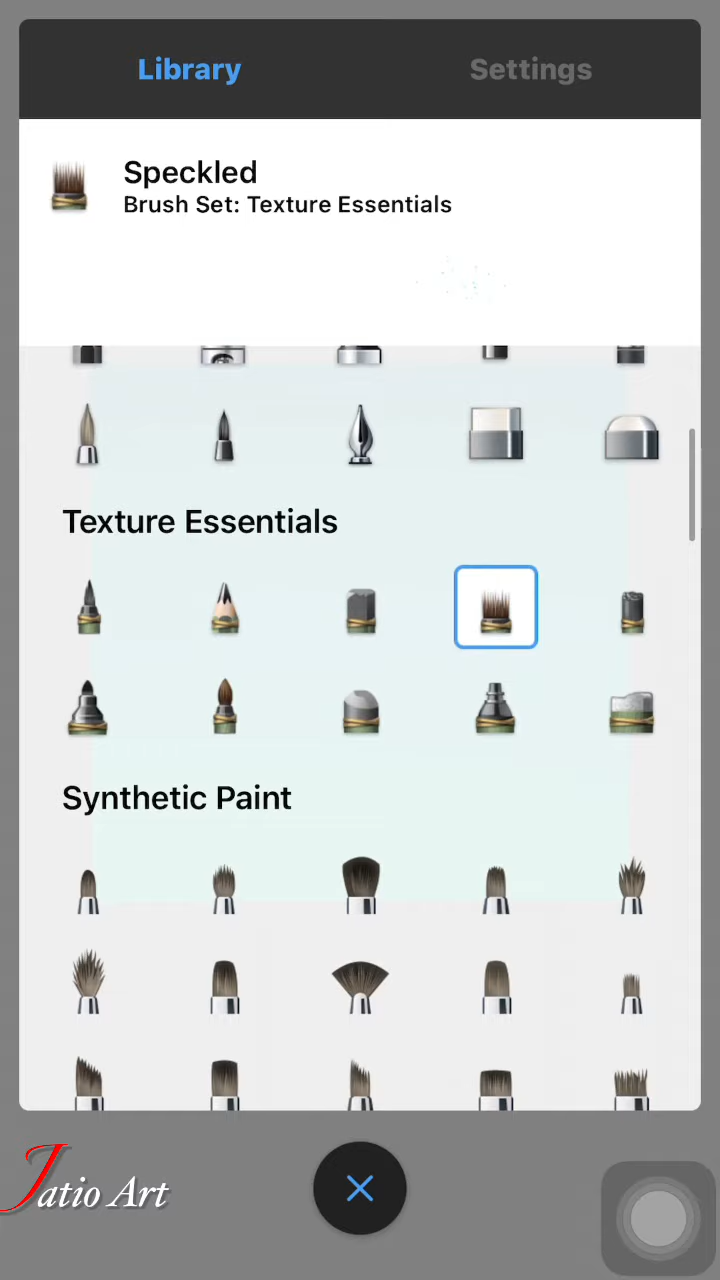 Library
Settings
Speckled
Brush Set: Texture Essentials
Texture Essentials
Synthetic Paint
Jatio Art